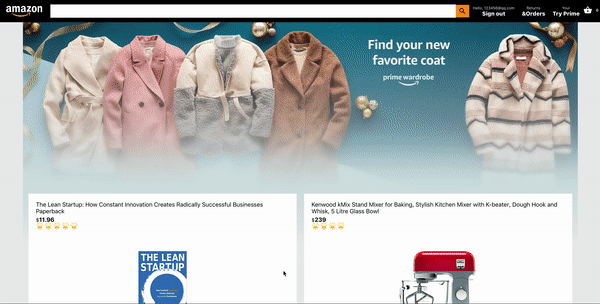 amazon
Hello, 123456@qq.com
Sign out
Returns
&Orders
Your
Try Prime
0
Find your new
favorite coat
prime wardrobe
The Lean Startup: How Constant Innovation Creates Radically Successful Businesses
Paperback
$11.96
Kenwood kMix Stand Mixer for Baking, Stylish Kitchen Mixer with K-beater, Dough Hook and
Whisk, 5 Litre Glass Bowl
$239
THE LEAN
STARTUP